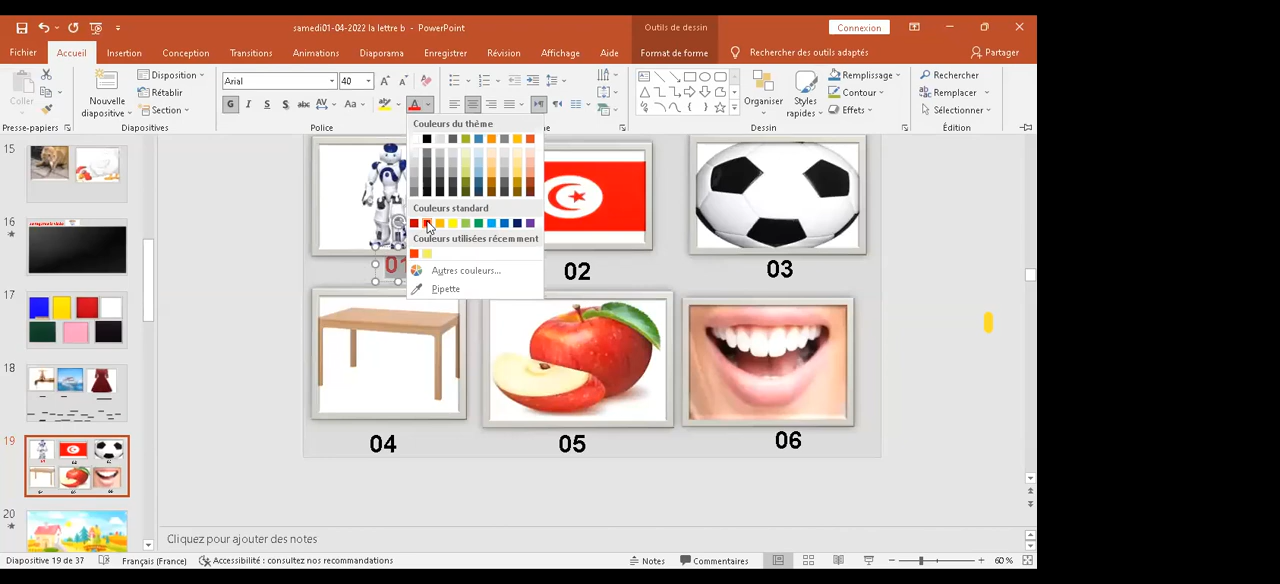 samedi01-04-2022 la lettre b - PowerPoint
Outils de dessin
Connexion
Fichier Accueil Insertion Conception Transitions Animations Diaporama Enregistrer Révision Affichage Aide Format de forme Rechercher des outils adaptés Partager
Coller
Nouvelle diapositive
Disposition
Rétablir
Section
Arial 40
G I S S abc AV Aa A
Organiser
Styles rapides
Remplissage
Contour
Effets
Rechercher
Remplacer
Sélectionner
Presse-papiers Diapositives Police Dessin Édition
Couleurs du thème
Couleurs standard
Couleurs utilisées récemment
Autres couleurs...
Pipette
15
16
17
18
19
20
01
02
03
04
05
06
Cliquez pour ajouter des notes
Diapositive 19 de 37 Français (France) Accessibilité : consultez nos recommandations Notes Commentaires 60 %